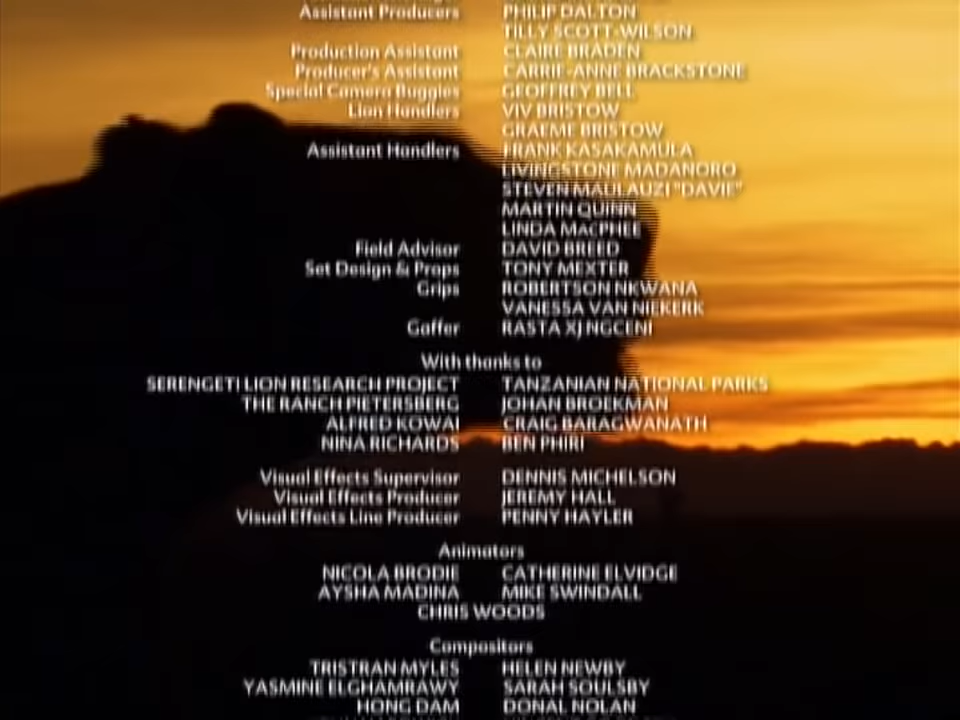 Assistant Producers PHILIP DALTON
TILLY SCOTT-WILSON
Production Assistant CLAIRE BRADEN
Producer's Assistant CARRIE-ANNE BRACKSTONE
Special Camera Buggies GEOFFREY BELL
Lion Handlers VIV BRISTOW
GRAEME BRISTOW
Assistant Handlers FRANK KASAKAMULA
LIVINGSTONE MADANORO
STEVEN MAULAUZI "DAVIE"
MARTIN QUINN
LINDA MACPHEE
Field Advisor DAVID BREED
Set Design & Props TONY MEXTER
Grips ROBERTSON NKWANA
VANESSA VAN NIEKERK
Gaffer RASTA XJ NGCENI
With thanks to
SERENGETI LION RESEARCH PROJECT TANZANIAN NATIONAL PARKS
THE RANCH PIETERSBERG JOHAN BROEKMAN
ALFRED KOWAI CRAIG BARAGWANATH
NINA RICHARDS BEN PHIRI
Visual Effects Supervisor DENNIS MICHELSON
Visual Effects Producer JEREMY HALL
Visual Effects Line Producer PENNY HAYLER
Animators
NICOLA BRODIE CATHERINE ELVIDGE
AYSHA MADINA MIKE SWINDALL
CHRIS WOODS
Compositors
TRISTRAN MYLES HELEN NEWBY
YASMINE ELGHAMRAWY SARAH SOULSBY
HONG DAM DONAL NOLAN